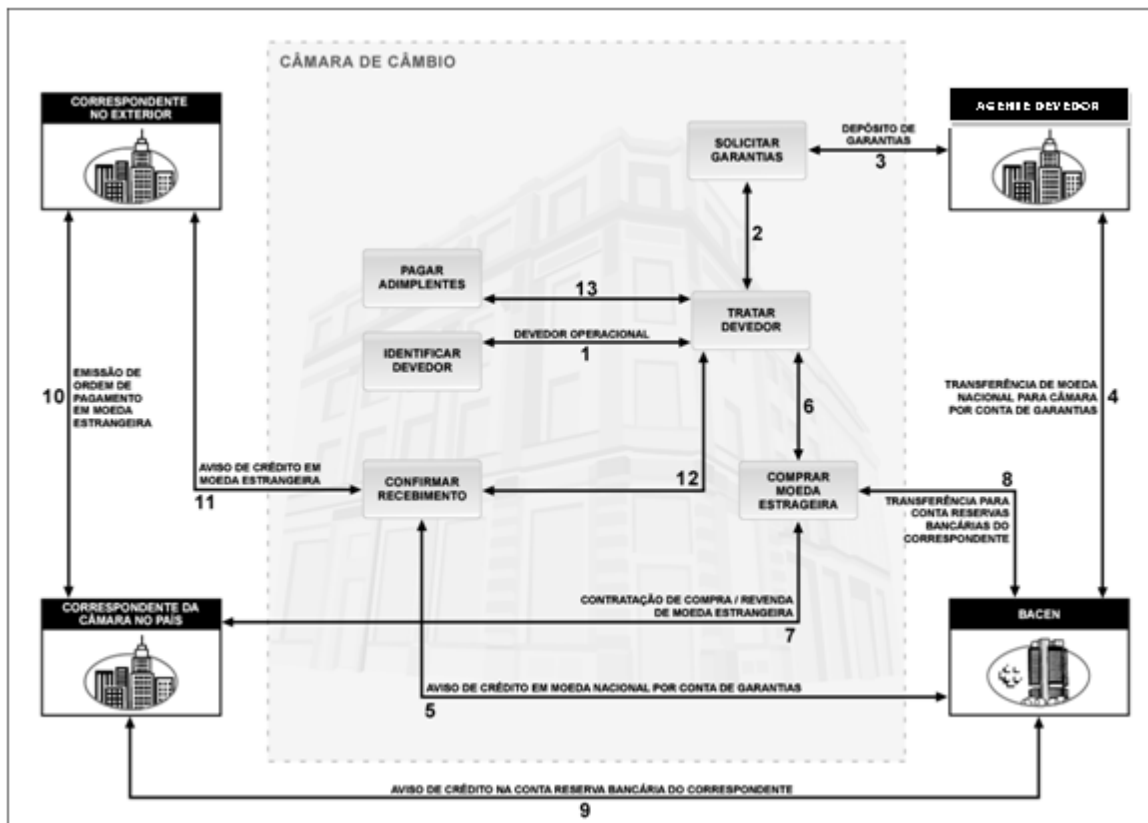 CÂMARA DE CÂMBIO
CORRESPONDENTE
NO EXTERIOR
AGENTE DEVEDOR
SOLICITAR
GARANTIAS
DEPÓSITO DE
GARANTIAS
3
2
PAGAR
ADIMPLENTES
13
TRATAR
DEVEDOR
IDENTIFICAR
DEVEDOR
DEVEDOR OPERACIONAL
1
10
EMISSÃO DE
ORDEM DE
PAGAMENTO
EM MOEDA
ESTRANGEIRA
TRANSFERÊNCIA DE MOEDA
NACIONAL PARA CÂMARA
POR CONTA DE GARANTIAS
4
6
AVISO DE CRÉDITO EM
MOEDA ESTRANGEIRA
11
CONFIRMAR
RECEBIMENTO
12
COMPRAR
MOEDA
ESTRAGEIRA
8
TRANSFERÊNCIA PARA
CONTA RESERVAS
BANCÁRIAS DO
CORRESPONDENTE
CORRESPONDENTE DA
CÂMARA NO PAÍS
CONTRATAÇÃO DE COMPRA / REVENDA
DE MOEDA ESTRANGEIRA
7
BACEN
AVISO DE CRÉDITO EM MOEDA NACIONAL POR CONTA DE GARANTIAS
5
AVISO DE CRÉDITO NA CONTA RESERVA BANCÁRIA DO CORRESPONDENTE
9